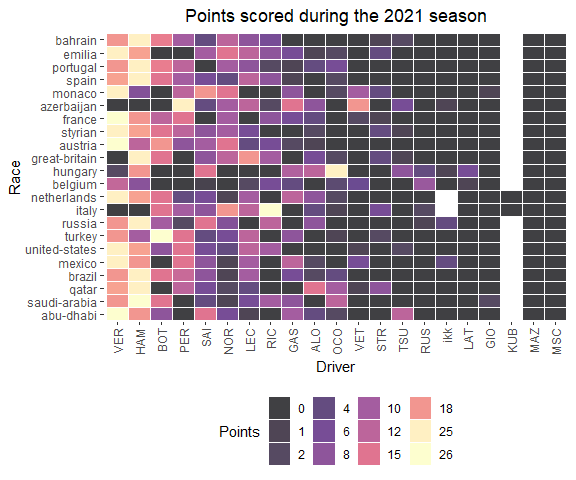 Points scored during the 2021 season
Race
bahrain
emilia
portugal
spain
monaco
azerbaijan
france
styrian
austria
great-britain
hungary
belgium
netherlands
italy
russia
turkey
united-states
mexico
brazil
qatar
saudi-arabia
abu-dhabi
VER HAM BOT PER SAI NOR LEC RIC GAS ALO OCO VET STR TSU RUS ikk LAT GIO KUB MAZ MSC
Driver
Points
0 4 10 18
1 6 12 25
2 8 15 26